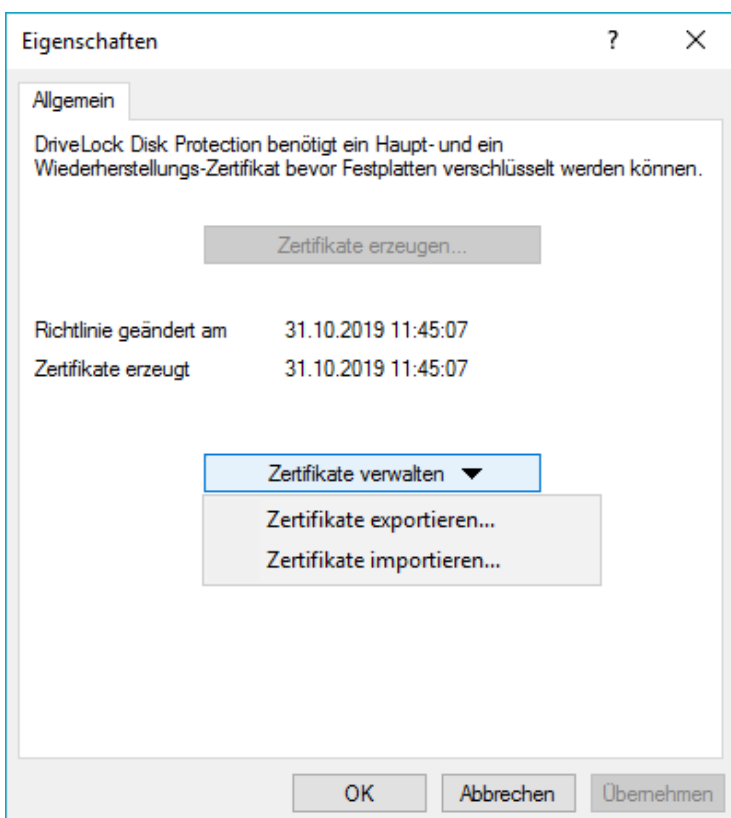 Eigenschaften ?
Allgemein
DriveLock Disk Protection benötigt ein Haupt- und ein
Wiederherstellungs-Zertifikat bevor Festplatten verschlüsselt werden können.
Zertifikate erzeugen...
Richtlinie geändert am 31.10.2019 11:45:07
Zertifikate erzeugt 31.10.2019 11:45:07
Zertifikate verwalten
Zertifikate exportieren...
Zertifikate importieren...
OK Abbrechen Übernehmen